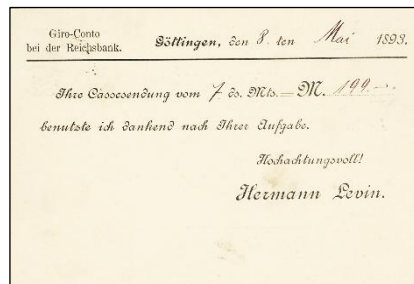 Giro-Conto
bei der Reichsbank.
Göttingen, den 8. ten Mai 1893.
Ihre Cassesendung vom 7 ds. Mts. = M. 199.—.
benutzte ich dankend nach Ihrer Aufgabe.
Hochachtungsvoll!
Hermann Levin.